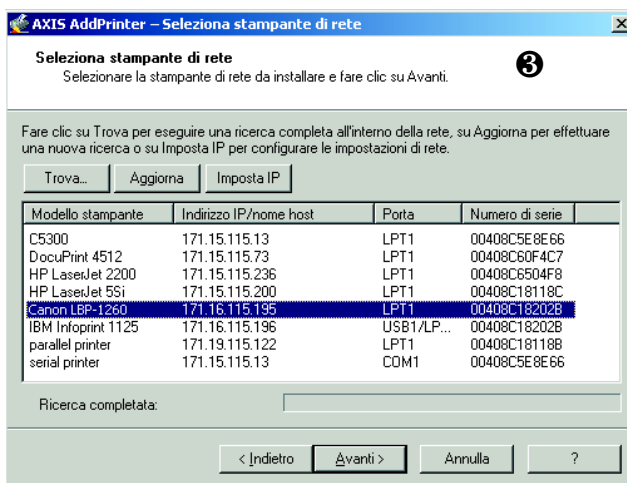 AXIS AddPrinter – Seleziona stampante di rete
Seleziona stampante di rete
❸
Selezionare la stampante di rete da installare e fare clic su Avanti.
Fare clic su Trova per eseguire una ricerca completa all'interno della rete, su Aggiorna per effettuare
una nuova ricerca o su Imposta IP per configurare le impostazioni di rete.
Trova... Aggiorna Imposta IP
Modello stampante Indirizzo IP/nome host Porta Numero di serie
C5300 171.15.115.13 LPT1 00408C5E8E66
DocuPrint 4512 171.15.115.73 LPT1 00408C60F4C7
HP LaserJet 2200 171.15.115.236 LPT1 00408C6504F8
HP LaserJet 5Si 171.15.115.200 LPT1 00408C18118C
Canon LBP-1260 171.16.115.195 LPT1 00408C18202B
IBM Infoprint 1125 171.16.115.196 USB1/LP... 00408C18202B
parallel printer 171.19.115.122 LPT1 00408C18118B
serial printer 171.15.115.13 COM1 00408C5E8E66
Ricerca completata:
< Indietro Avanti > Annulla ?